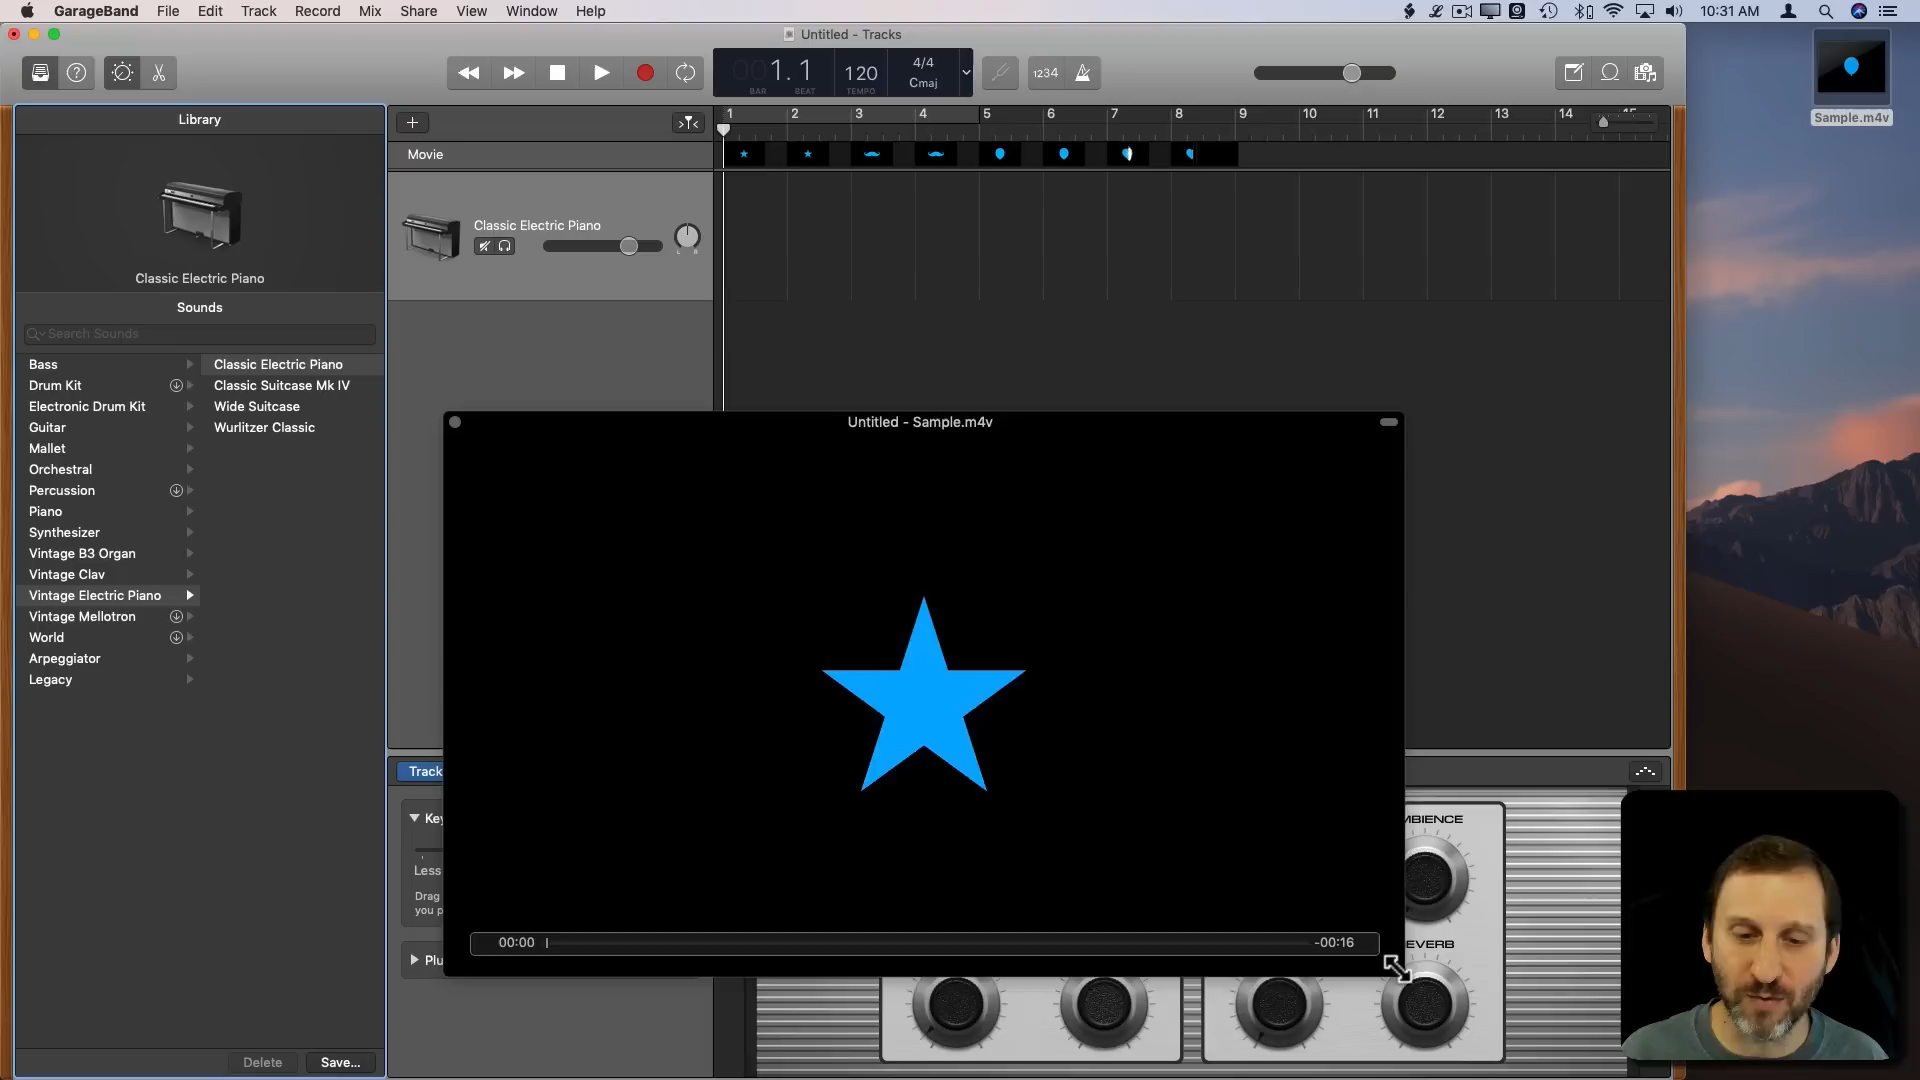 GarageBand File Edit Track Record Mix Share View Window Help
10:31 AM
Untitled - Tracks
1.1
BAR BEAT
120
TEMPO
4/4
Cmaj
1234
Sample.m4v
Library
1 2 3 4 5 6 7 8 9 10 11 12 13 14 15
Movie
Classic Electric Piano
L R
Classic Electric Piano
Sounds
Search Sounds
Bass
Drum Kit
Electronic Drum Kit
Guitar
Mallet
Orchestral
Percussion
Piano
Synthesizer
Vintage B3 Organ
Vintage Clav
Vintage Electric Piano
Vintage Mellotron
World
Arpeggiator
Legacy
Classic Electric Piano
Classic Suitcase Mk IV
Wide Suitcase
Wurlitzer Classic
Untitled - Sample.m4v
00:00
-00:16
Track
Key
Less
Drag
you p
Plu
MBIENCE
EVERB
Delete
Save...